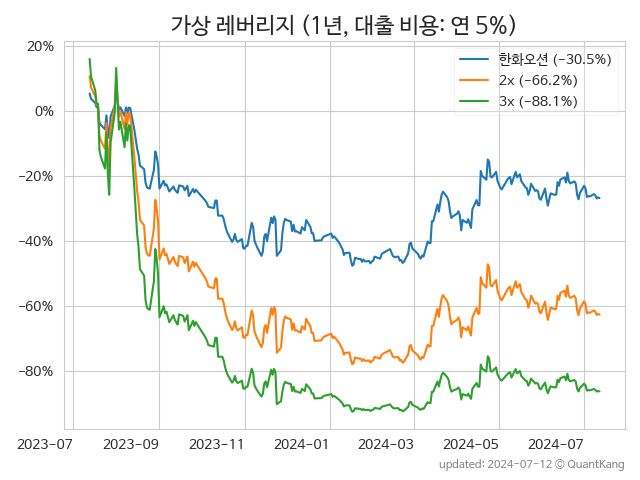 가상 레버리지 (1년, 대출 비용: 연 5%)
한화오션 (−30.5%)
2x (−66.2%)
3x (−88.1%)
20%
0%
−20%
−40%
−60%
−80%
2023-07
2023-09
2023-11
2024-01
2024-03
2024-05
2024-07
updated: 2024-07-12 © QuantKang